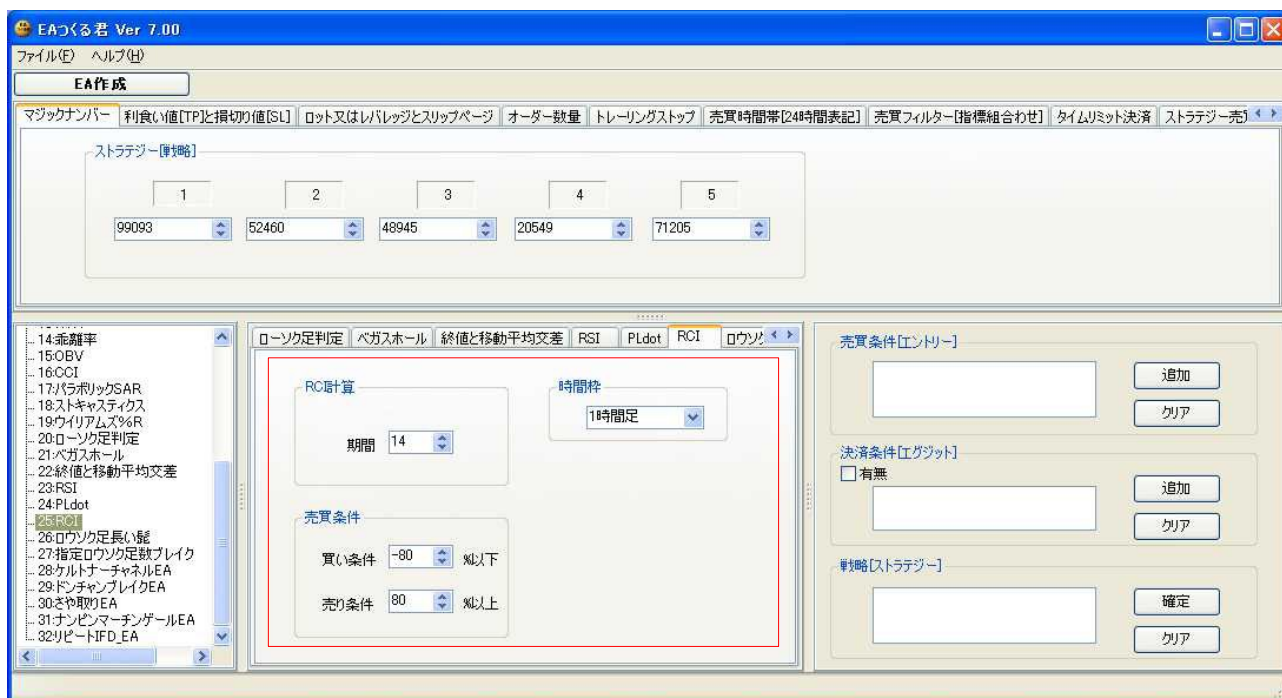 EAつくる君 Ver 7.00
ファイル(F) ヘルプ(H)
EA作成
マジックナンバー 利食い値[TP]と損切り値[SL] ロット又はレバレッジとスリップページ オーダー数量 トレーリングストップ 売買時間帯[24時間表記] 売買フィルター[指標組合わせ] タイムリミット決済 ストラテジー売
ストラテジー[戦略]
1 2 3 4 5
99093 52460 48945 20549 71205
14:乖離率
15:OBV
16:CCI
17:パラボリックSAR
18:ストキャスティクス
19:ウイリアムズ%R
20:ローソク足判定
21:ベガスホール
22:終値と移動平均交差
23:RSI
24:PLdot
25:RCI
26:ロウソク足長い髭
27:指定ロウソク足数ブレイク
28:ケルトナーチャネルEA
29:ドンチャンブレイクEA
30:さや取りEA
31:ナンピンマーチンゲールEA
32:リピートIFD_EA
ローソク足判定 ベガスホール 終値と移動平均交差 RSI PLdot RCI ロウソ
RCI計算
期間 14
時間枠
1時間足
売買条件
買い条件 -80 %以下
売り条件 80 %以上
売買条件[エントリー]
追加
クリア
決済条件[エグジット]
有無
追加
クリア
戦略[ストラテジー]
確定
クリア